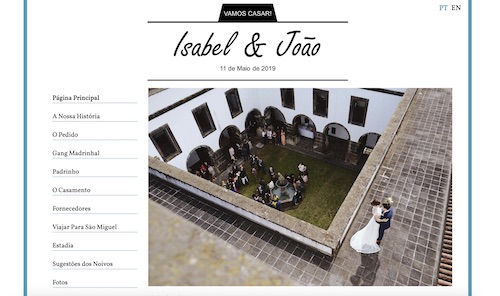 VAMOS CASAR!
PT EN
Isabel & João
11 de Maio de 2019
Página Principal
A Nossa História
O Pedido
Gang Madrinhal
Padrinho
O Casamento
Fornecedores
Viajar Para São Miguel
Estadia
Sugestões dos Noivos
Fotos